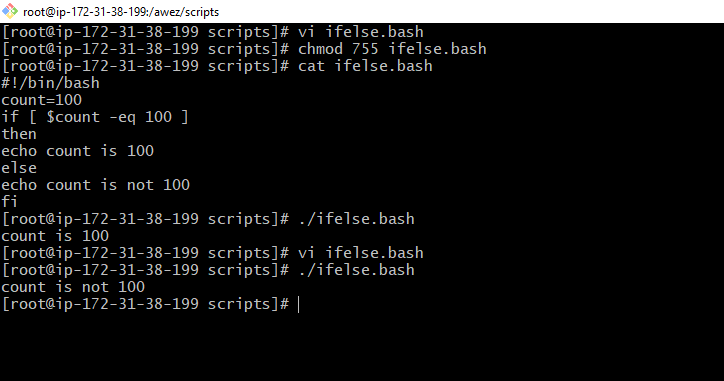 root@ip-172-31-38-199:/awez/scripts
[root@ip-172-31-38-199 scripts]# vi ifelse.bash
[root@ip-172-31-38-199 scripts]# chmod 755 ifelse.bash
[root@ip-172-31-38-199 scripts]# cat ifelse.bash
#!/bin/bash
count=100
if [ $count -eq 100 ]
then
echo count is 100
else
echo count is not 100
fi
[root@ip-172-31-38-199 scripts]# ./ifelse.bash
count is 100
[root@ip-172-31-38-199 scripts]# vi ifelse.bash
[root@ip-172-31-38-199 scripts]# ./ifelse.bash
count is not 100
[root@ip-172-31-38-199 scripts]#